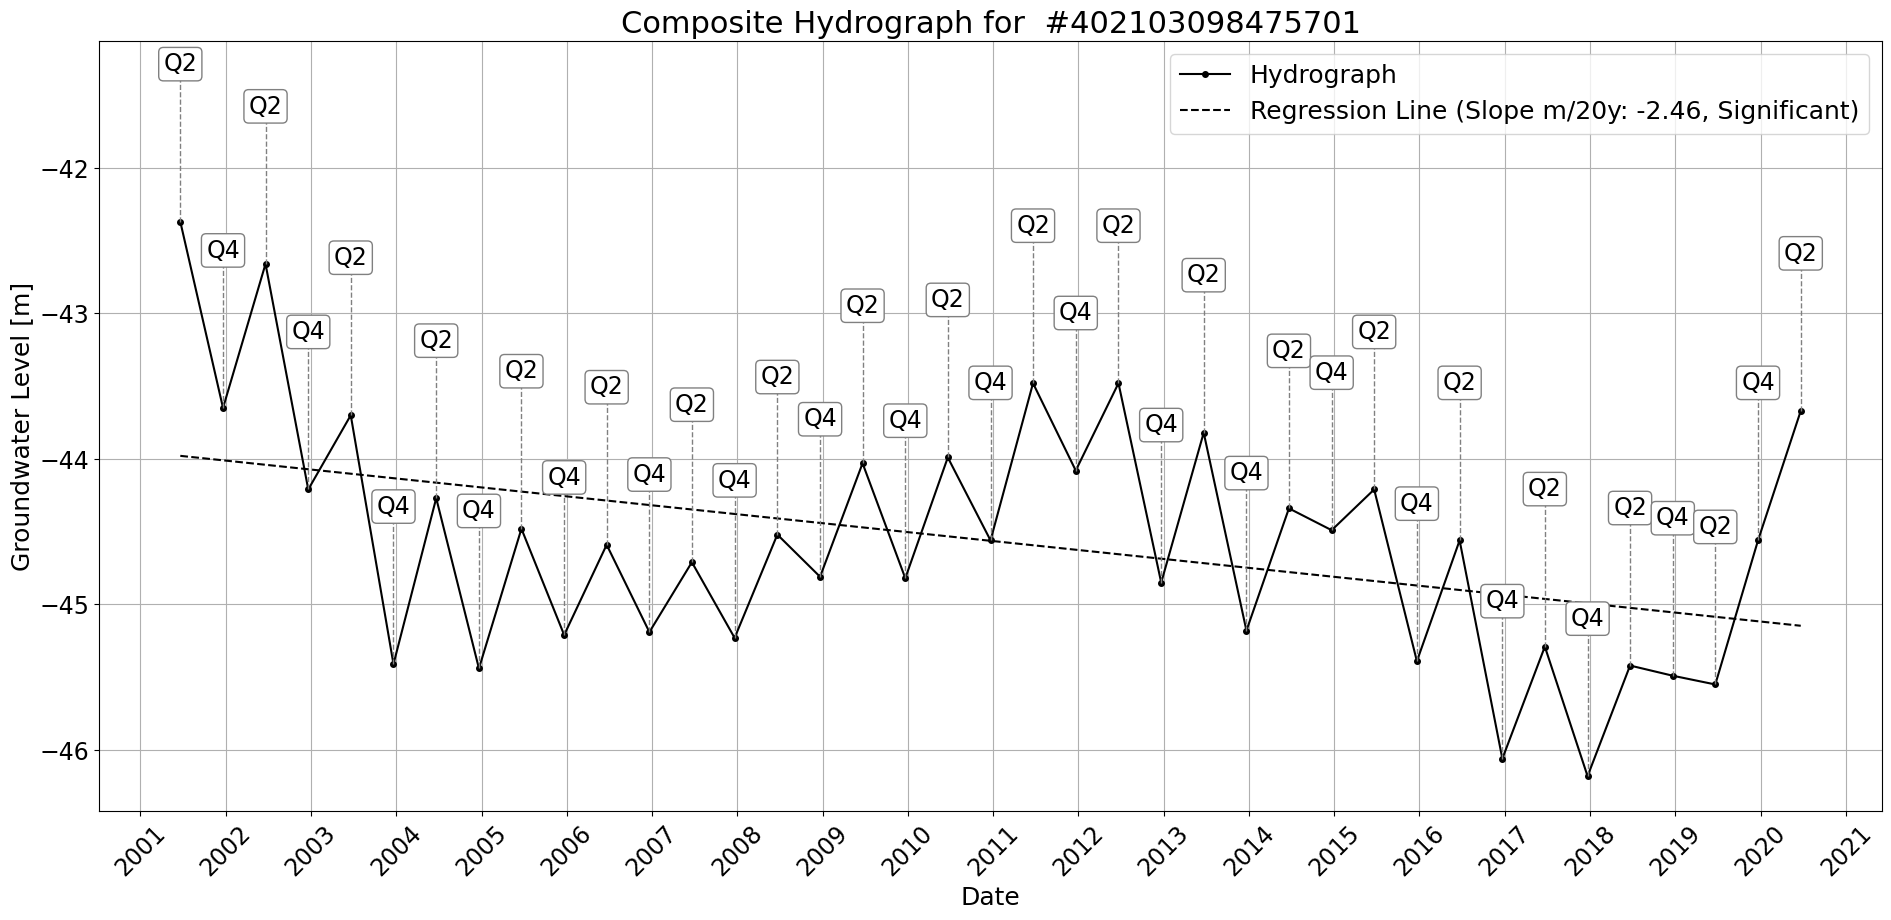 Composite Hydrograph for  #402103098475701
Hydrograph
Regression Line (Slope m/20y: -2.46, Significant)
Groundwater Level [m]
−42
−43
−44
−45
−46
Q2
Q4
Q2
Q4
Q2
Q4
Q2
Q4
Q2
Q4
Q2
Q4
Q2
Q4
Q2
Q4
Q2
Q4
Q2
Q4
Q2
Q4
Q2
Q4
Q2
Q4
Q2
Q4
Q2
Q4
Q2
Q4
Q2
Q4
Q2
Q4
Q2
Q4
Q2
2001
2002
2003
2004
2005
2006
2007
2008
2009
2010
2011
2012
2013
2014
2015
2016
2017
2018
2019
2020
2021
Date